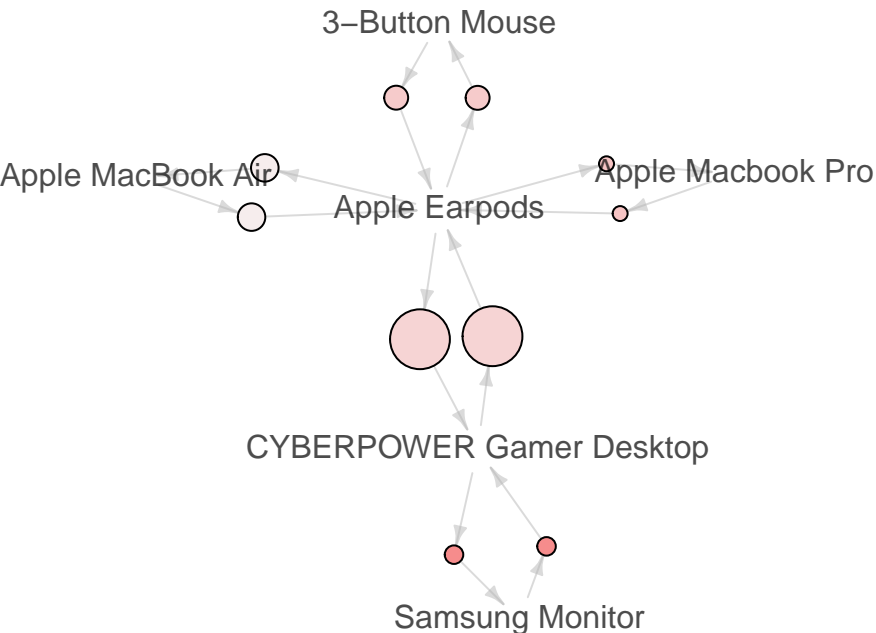 3−Button Mouse
Apple MacBook Air
Apple Macbook Pro
Apple Earpods
CYBERPOWER Gamer Desktop
Samsung Monitor